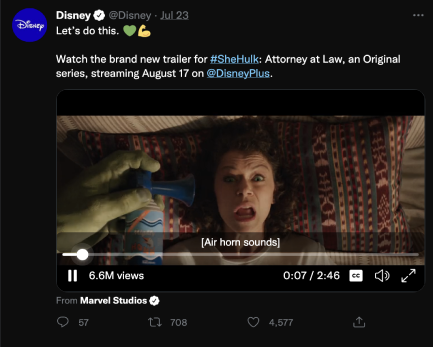 Disney
Disney @Disney · Jul 23
Let's do this. 💚💪
Watch the brand new trailer for #SheHulk: Attorney at Law, an Original
series, streaming August 17 on @DisneyPlus.
[Air horn sounds]
6.6M views
0:07 / 2:46
CC
From Marvel Studios
57
708
4,577